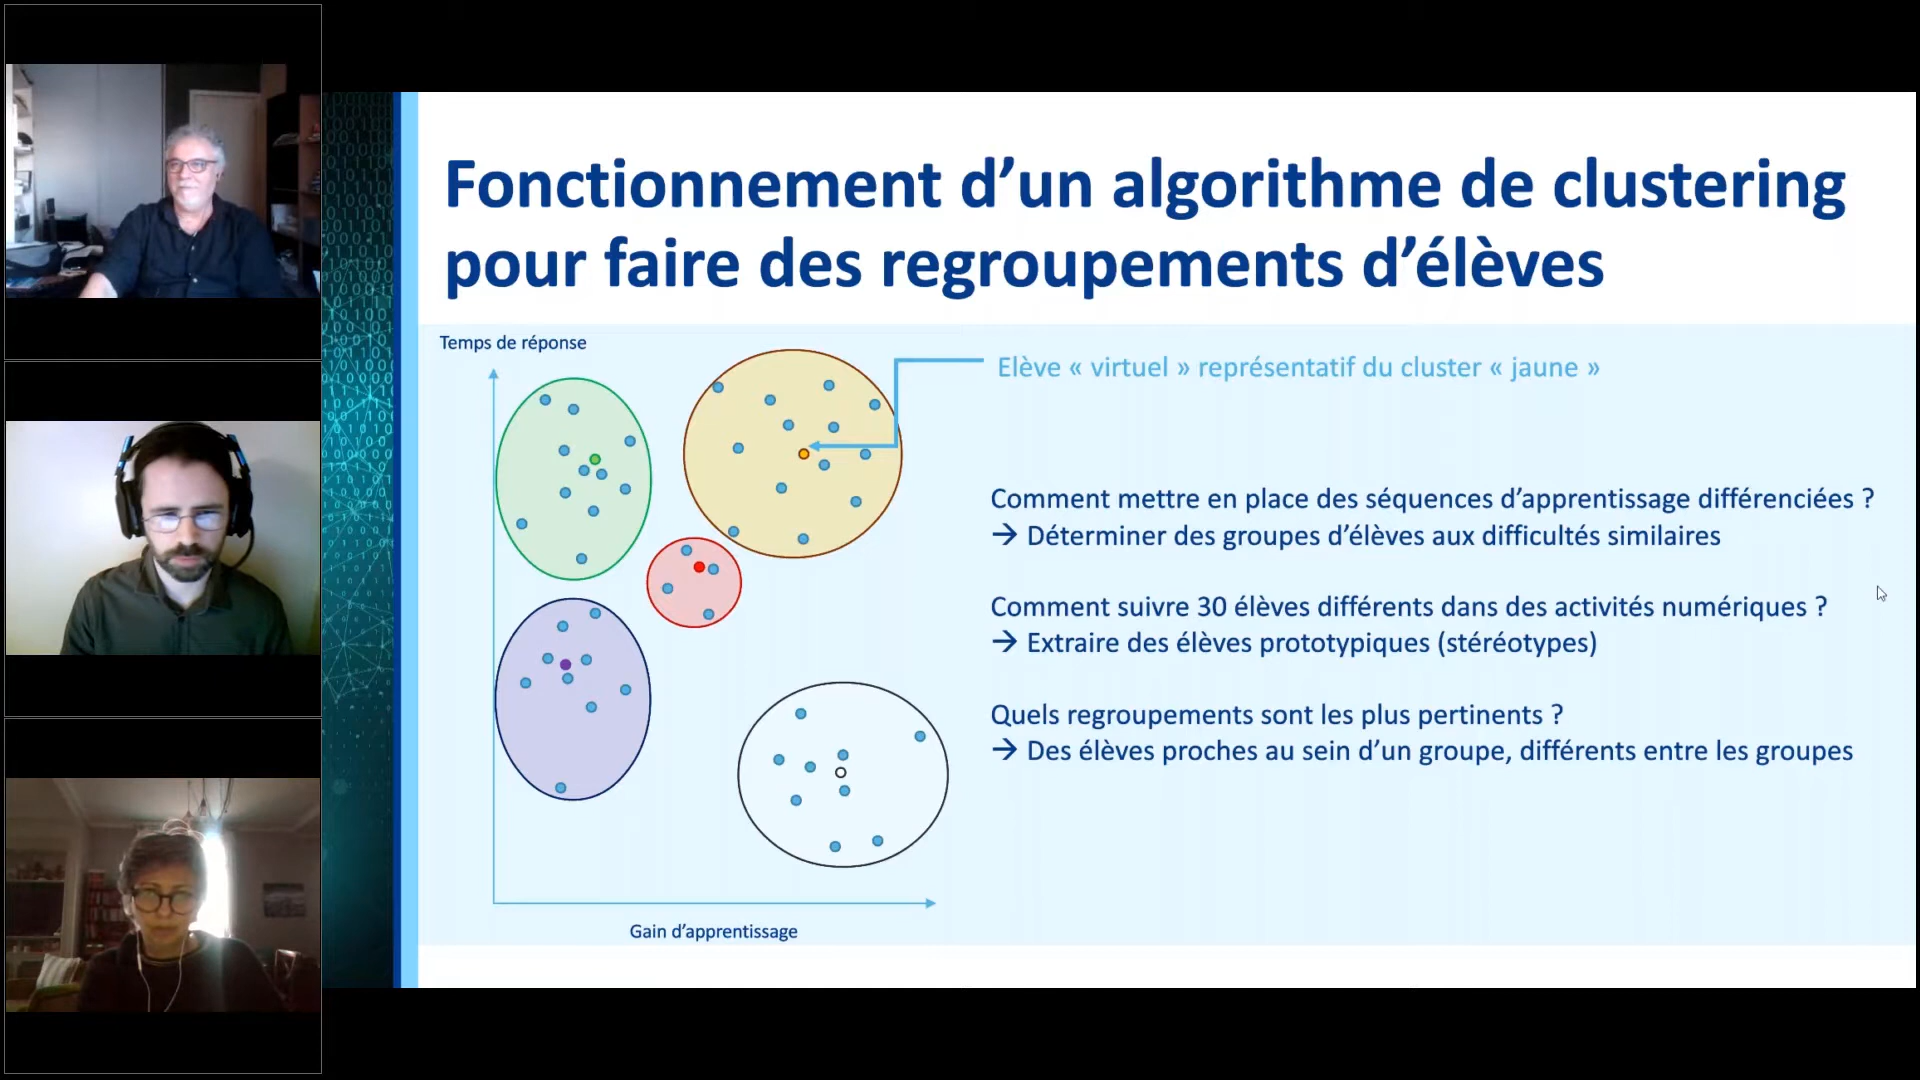 Fonctionnement d’un algorithme de clustering
pour faire des regroupements d’élèves
Temps de réponse
Elève « virtuel » représentatif du cluster « jaune »
Comment mettre en place des séquences d’apprentissage différenciées ?
→ Déterminer des groupes d’élèves aux difficultés similaires
Comment suivre 30 élèves différents dans des activités numériques ?
→ Extraire des élèves prototypiques (stéréotypes)
Quels regroupements sont les plus pertinents ?
→ Des élèves proches au sein d’un groupe, différents entre les groupes
Gain d’apprentissage